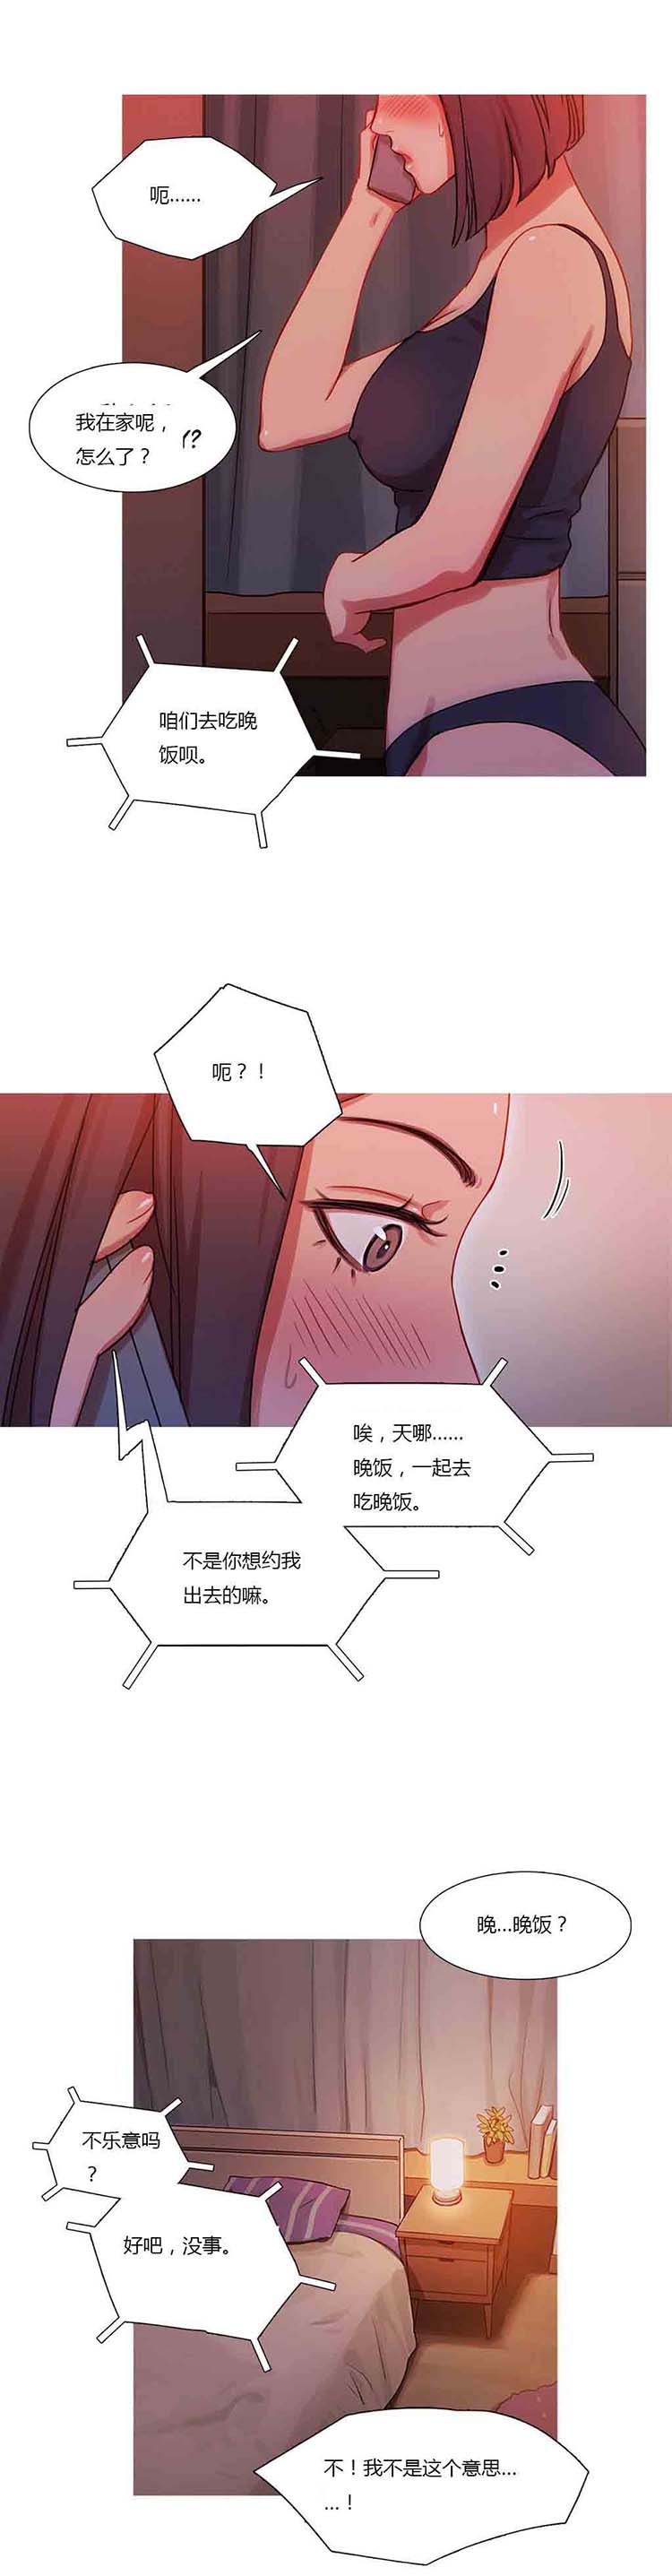 呃……
我在家呢，
怎么了？
咱们去吃晚
饭呗。
呃？！
唉，天哪……
晚饭，一起去
吃晚饭。
不是你想约我
出去的嘛。
晚…晚饭？
不乐意吗
？
好吧，没事。
不！我不是这个意思…
…！